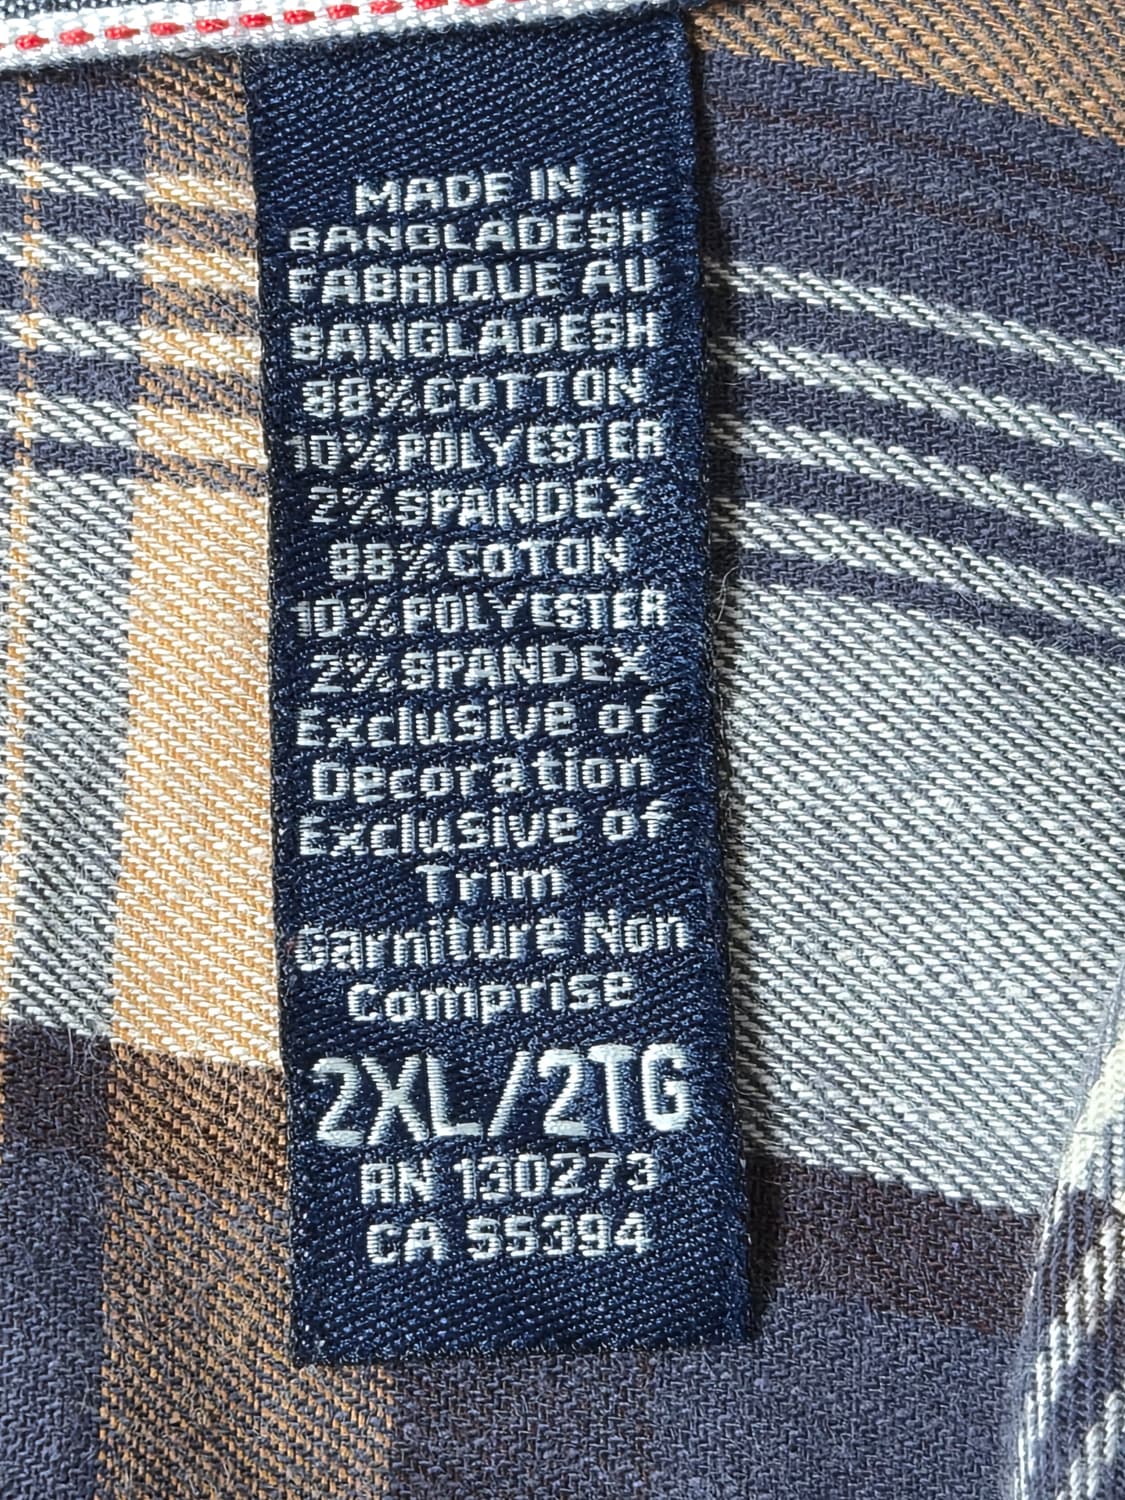 MADE IN
BANGLADESH
FABRIQUE AU
BANGLADESH
88%COTTON
10%POLYESTER
2%SPANDEX
88%COTON
10%POLYESTER
2%SPANDEX
Exclusive of
Decoration
Exclusive of
Trim
Garniture Non
Comprise
2XL/2TG
RN 130273
CA 55394